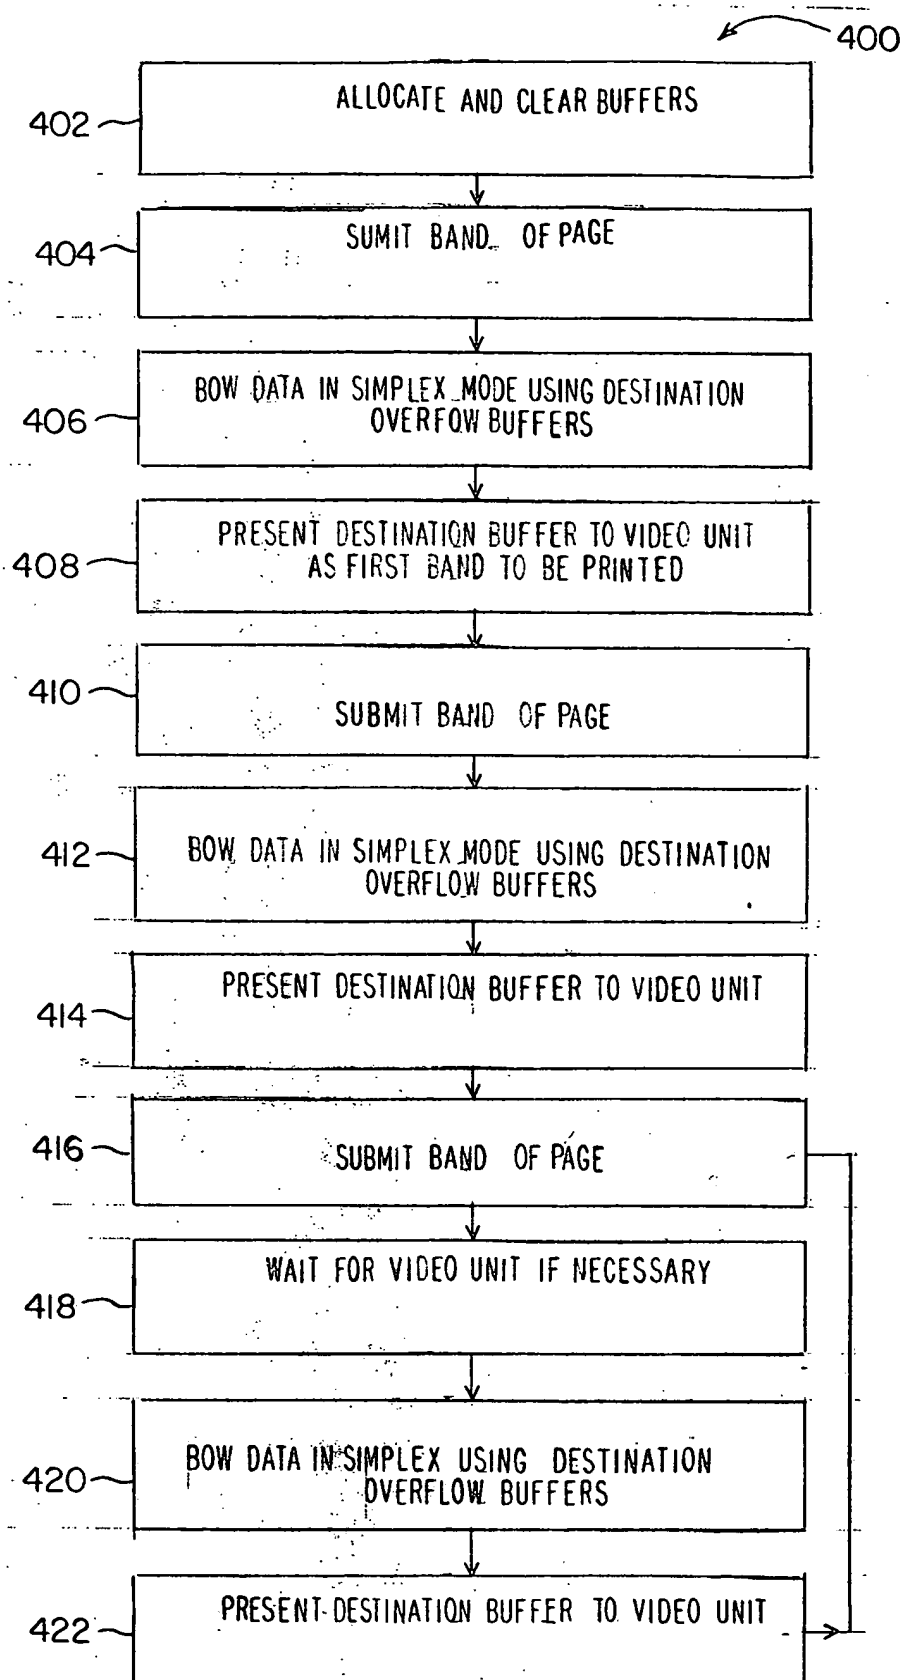 400
402
ALLOCATE AND CLEAR BUFFERS
404
SUMIT BAND OF PAGE
406
BOW DATA IN SIMPLEX MODE USING DESTINATION
OVERFOW BUFFERS
408
PRESENT DESTINATION BUFFER TO VIDEO UNIT
AS FIRST BAND TO BE PRINTED
410
SUBMIT BAND OF PAGE
412
BOW DATA IN SIMPLEX MODE USING DESTINATION
OVERFLOW BUFFERS
414
PRESENT DESTINATION BUFFER TO VIDEO UNIT
416
SUBMIT BAND OF PAGE
418
WAIT FOR VIDEO UNIT IF NECESSARY
420
BOW DATA IN SIMPLEX USING DESTINATION
OVERFLOW BUFFERS
422
PRESENT DESTINATION BUFFER TO VIDEO UNIT